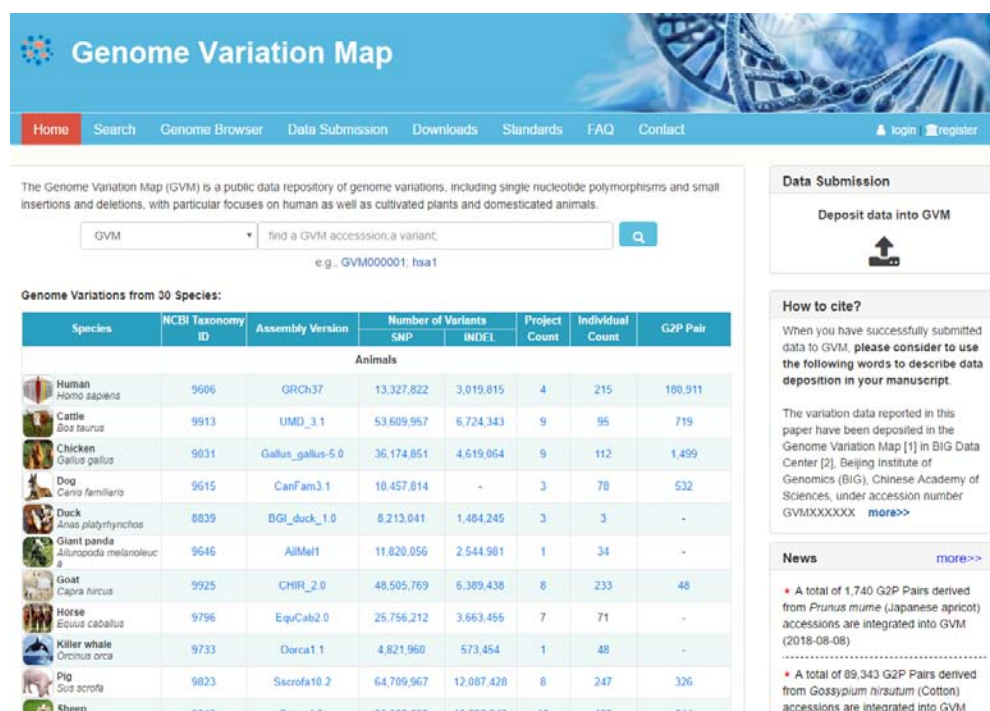 Genome Variation Map
Home Search Genome Browser Data Submission Downloads Standards FAQ Contact login | register
The Genome Variation Map (GVM) is a public data repository of genome variations, including single nucleotide polymorphisms and small
insertions and deletions, with particular focuses on human as well as cultivated plants and domesticated animals.
GVM find a GVM accesssion;a variant;
e.g., GVM000001; hsa1
Genome Variations from 30 Species:
Species NCBI Taxonomy ID Assembly Version Number of Variants SNP INDEL Project Count Individual Count G2P Pair
Animals
Human Homo sapiens 9606 GRCh37 13,327,822 3,019,815 4 215 180,911
Cattle Bos taurus 9913 UMD_3.1 53,609,957 6,724,343 9 95 719
Chicken Gallus gallus 9031 Gallus_gallus-5.0 36,174,851 4,619,064 9 112 1,499
Dog Canis familiaris 9615 CanFam3.1 18,457,814 - 3 78 532
Duck Anas platyrhynchos 8839 BGI_duck_1.0 8,213,041 1,484,245 3 3 -
Giant panda Ailuropoda melanoleuca 9646 AilMel1 11,820,056 2,544,981 1 34 -
Goat Capra hircus 9925 CHIR_2.0 48,505,769 6,389,438 8 233 48
Horse Equus caballus 9796 EquCab2.0 25,756,212 3,663,455 7 71 -
Killer whale Orcinus orca 9733 Oorca1.1 4,821,960 573,454 1 48 -
Pig Sus scrofa 9823 Sscrofa10.2 64,709,967 12,087,428 8 247 326
Sheep
Data Submission
Deposit data into GVM
How to cite?
When you have successfully submitted
data to GVM, please consider to use
the following words to describe data
deposition in your manuscript.
The variation data reported in this
paper have been deposited in the
Genome Variation Map [1] in BIG Data
Center [2], Beijing Institute of
Genomics (BIG), Chinese Academy of
Sciences, under accession number
GVMXXXXXX more>>
News more>>
A total of 1,740 G2P Pairs derived
from Prunus mume (Japanese apricot)
accessions are integrated into GVM
(2018-08-08)
A total of 89,343 G2P Pairs derived
from Gossypium hirsutum (Cotton)
accessions are integrated into GVM